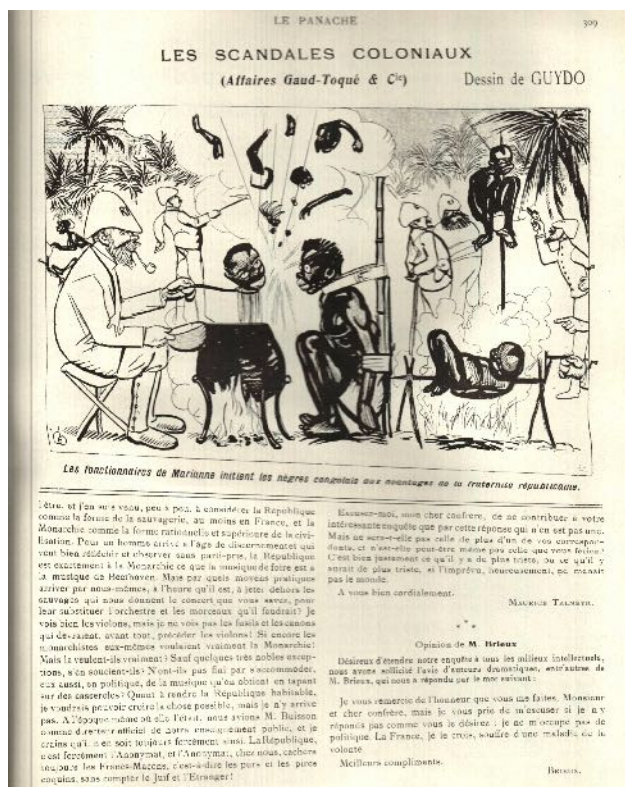 LE PANACHE
309
LES SCANDALES COLONIAUX
(Affaires Gaud-Toqué & Cie)
Dessin de GUYDO
Les fonctionnaires de Marianne initient les nègres congolais aux avantages de la fraternité républicaine.
l'être, et j'en suis venu, peu à peu, à considérer la République
comme la forme de la sauvagerie, au moins en France, et la
Monarchie comme la forme rationnelle et supérieure de la civi-
lisation. Pour un homme arrivé à l'âge de discernement et qui
veut bien réfléchir et observer sans parti-pris, la République
est exactement à la Monarchie ce que la musique de foire est à
la musique de Beethoven. Mais par quels moyens pratiques
arriver par nous-mêmes, à l'heure qu'il est, à jeter dehors les
sauvages qui nous donnent le concert que vous savez, pour
leur substituer l'orchestre et les morceaux qu'il faudrait? Je
vois bien les violons, mais je ne vois pas les fusils et les canons
qui devraient, avant tout, précéder les violons! Si encore les
monarchistes eux-mêmes voulaient vraiment la Monarchie!
Mais la veulent-ils vraiment? Sauf quelques très nobles excep-
tions, s'en soucient-ils? N'ont-ils pas fini par s'accommoder,
eux aussi, en politique, de la musique qu'on obtient en tapant
sur des casseroles? Quant à rendre la République habitable,
je voudrais pouvoir croire la chose possible, mais je n'y arrive
pas. A l'époque même où elle l'était, nous avions M. Buisson
comme directeur officiel de notre enseignement public, et je
crains qu'il n'en soit toujours forcément ainsi. La République,
c'est forcément l'Anonymat, et l'Anonymat, chez nous, cachera
toujours les Francs-Maçons, c'est-à-dire les purs et les pires
coquins, sans compter le Juif et l'Etranger!
Excusez-moi, mon cher confrère, de ne contribuer à votre
intéressante enquête que par cette réponse qui n'en est pas une.
Mais ne sera-t-elle pas celle de plus d'un de vos correspon-
dants, et n'est-elle peut-être même pas celle que vous feriez?
C'est bien justement ce qu'il y a de plus triste, ou ce qu'il y
aurait de plus triste, si l'imprévu, heureusement, ne menait
pas le monde.
A vous bien cordialement.
MAURICE TALMEYR.
Opinion de M. Brieux
Désireux d'étendre notre enquête à tous les milieux intellectuels,
nous avons sollicité l'avis d'auteurs dramatiques, entr'autres de
M. Brieux, qui nous a répondu par le mot suivant :
Je vous remercie de l'honneur que vous me faites, Monsieur
et cher confrère, mais je vous prie de m'excuser si je n'y
réponds pas comme vous le désirez : je ne m'occupe pas de
politique. La France, je le crois, souffre d'une maladie de la
volonté
Meilleurs compliments.
BRIEUX.